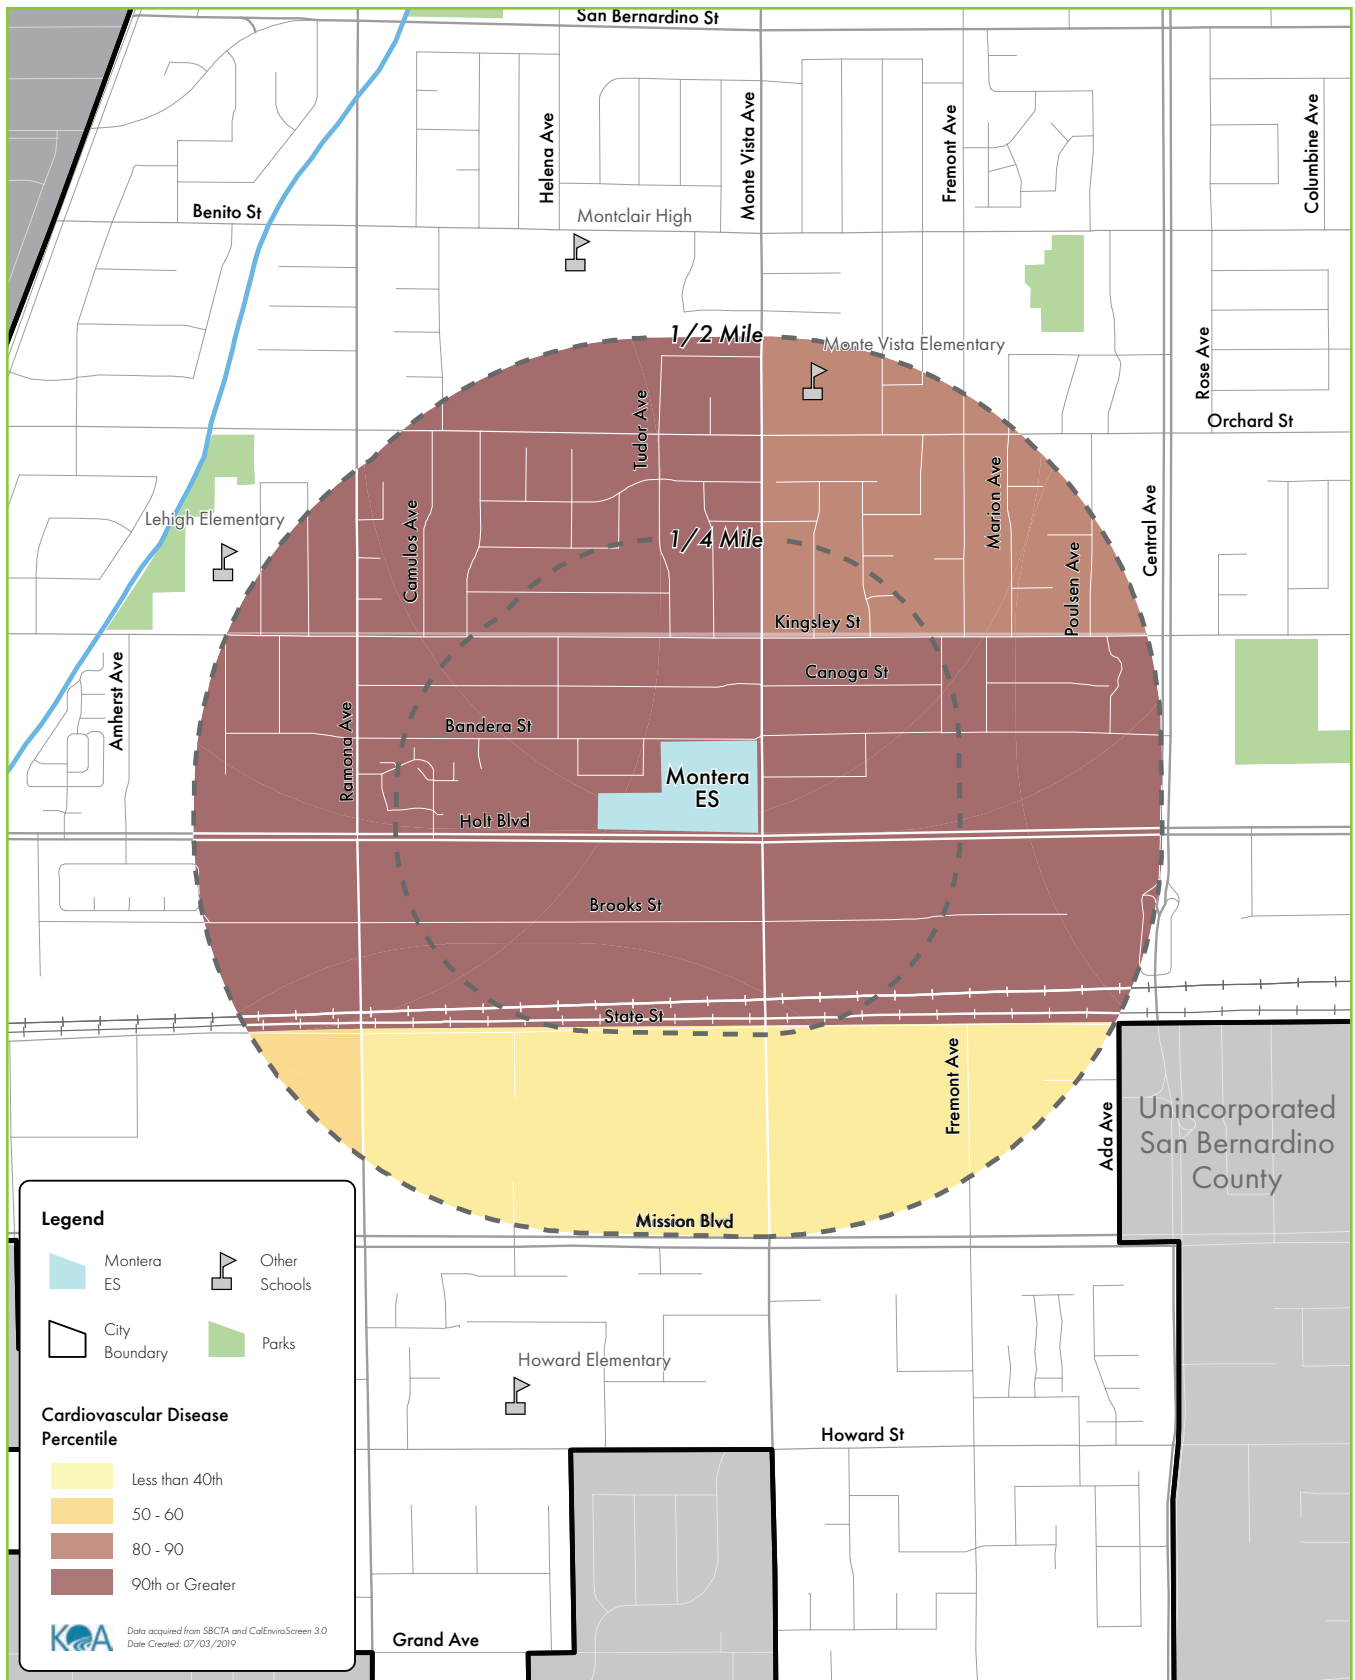 San Bernardino St
Helena Ave
Monte Vista Ave
Fremont Ave
Columbine Ave
Benito St
Montclair High
1/2 Mile
Monte Vista Elementary
Rose Ave
Tudor Ave
Orchard St
Marion Ave
Central Ave
Lehigh Elementary
Camulos Ave
1/4 Mile
Poulsen Ave
Kingsley St
Canoga St
Amherst Ave
Ramona Ave
Bandera St
Montera
ES
Holt Blvd
Brooks St
State St
Fremont Ave
Ada Ave
Unincorporated
San Bernardino
County
Mission Blvd
Legend
Montera
ES
Other
Schools
City
Boundary
Parks
Howard Elementary
Cardiovascular Disease
Percentile
Howard St
Less than 40th
50 - 60
80 - 90
90th or Greater
KOA
Data acquired from SBCTA and CalEnviroScreen 3.0
Date Created: 07/03/2019
Grand Ave